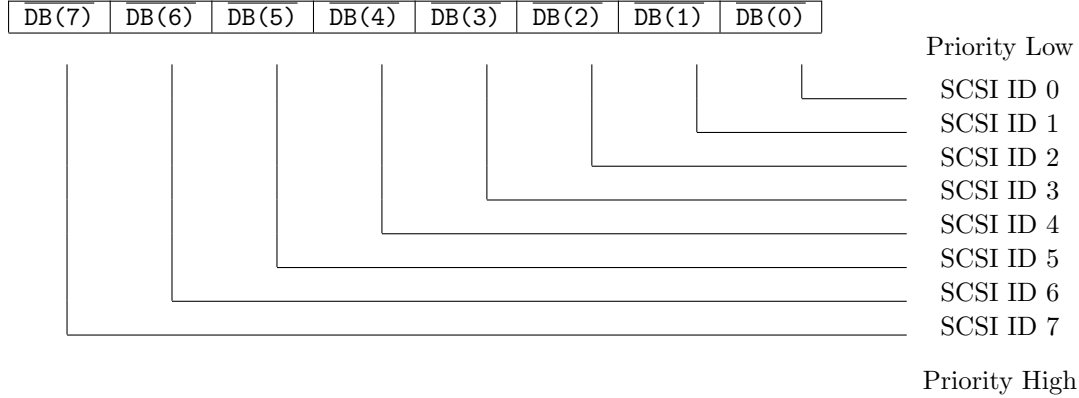 DB(7) DB(6) DB(5) DB(4) DB(3) DB(2) DB(1) DB(0)
Priority Low
SCSI ID 0
SCSI ID 1
SCSI ID 2
SCSI ID 3
SCSI ID 4
SCSI ID 5
SCSI ID 6
SCSI ID 7
Priority High